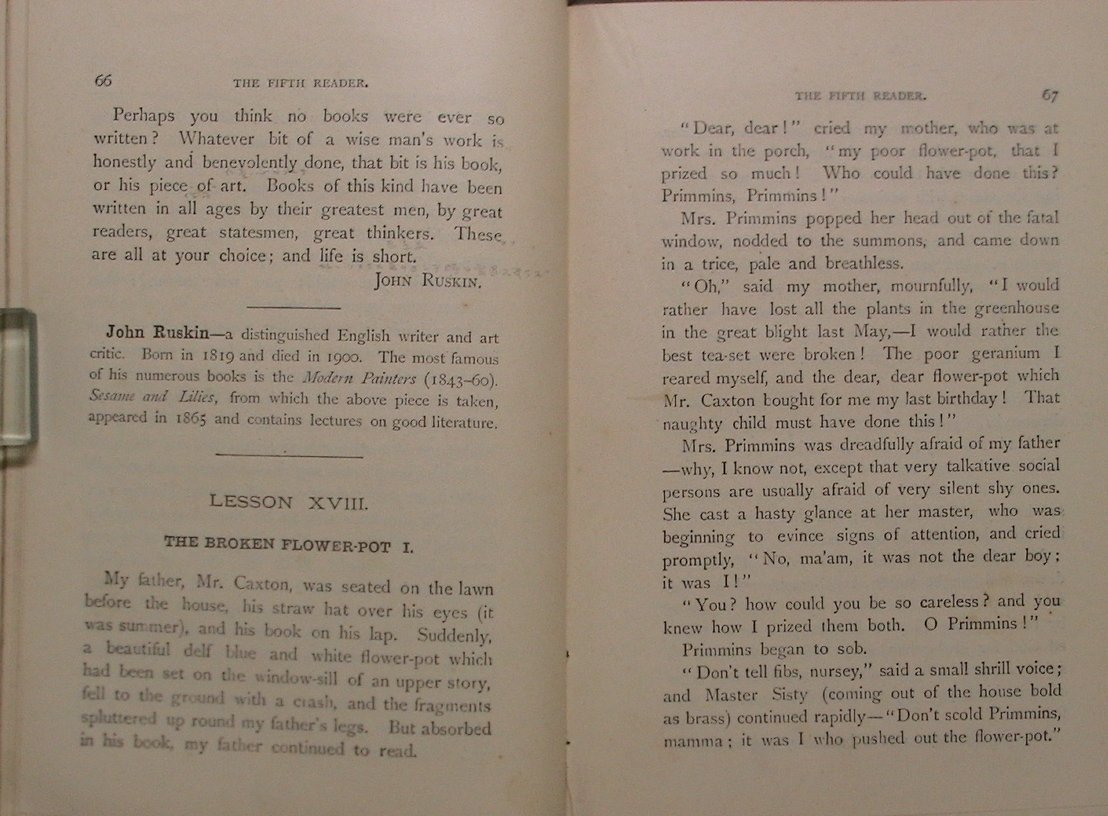 66
THE FIFTH READER.
Perhaps you think no books were ever so
written? Whatever bit of a wise man's work is
honestly and benevolently done, that bit is his book,
or his piece of art. Books of this kind have been
written in all ages by their greatest men, by great
readers, great statesmen, great thinkers. These
are all at your choice; and life is short.
JOHN RUSKIN.
John Ruskin—a distinguished English writer and art
critic. Born in 1819 and died in 1900. The most famous
of his numerous books is the Modern Painters (1843–60).
Sesame and Lilies, from which the above piece is taken,
appeared in 1865 and contains lectures on good literature.
LESSON XVIII.
THE BROKEN FLOWER-POT I.
My father, Mr. Caxton, was seated on the lawn
before the house, his straw hat over his eyes (it
was summer), and his book on his lap. Suddenly,
a beautiful delf blue and white flower-pot which
had been set on the window-sill of an upper story,
fell to the ground with a crash, and the fragments
spluttered up round my father's legs. But absorbed
in his book, my father continued to read.
THE FIFTH READER.
67
"Dear, dear!" cried my mother, who was at
work in the porch, "my poor flower-pot, that I
prized so much! Who could have done this?
Primmins, Primmins!"
Mrs. Primmins popped her head out of the fatal
window, nodded to the summons, and came down
in a trice, pale and breathless.
"Oh," said my mother, mournfully, "I would
rather have lost all the plants in the greenhouse
in the great blight last May,—I would rather the
best tea-set were broken! The poor geranium I
reared myself, and the dear, dear flower-pot which
Mr. Caxton bought for me my last birthday! That
naughty child must have done this!"
Mrs. Primmins was dreadfully afraid of my father
—why, I know not, except that very talkative social
persons are usually afraid of very silent shy ones.
She cast a hasty glance at her master, who was
beginning to evince signs of attention, and cried
promptly, "No, ma'am, it was not the dear boy;
it was I!"
"You? how could you be so careless? and you
knew how I prized them both. O Primmins!"
Primmins began to sob.
"Don't tell fibs, nursey," said a small shrill voice;
and Master Sisty (coming out of the house bold
as brass) continued rapidly—"Don't scold Primmins,
mamma; it was I who pushed out the flower-pot."